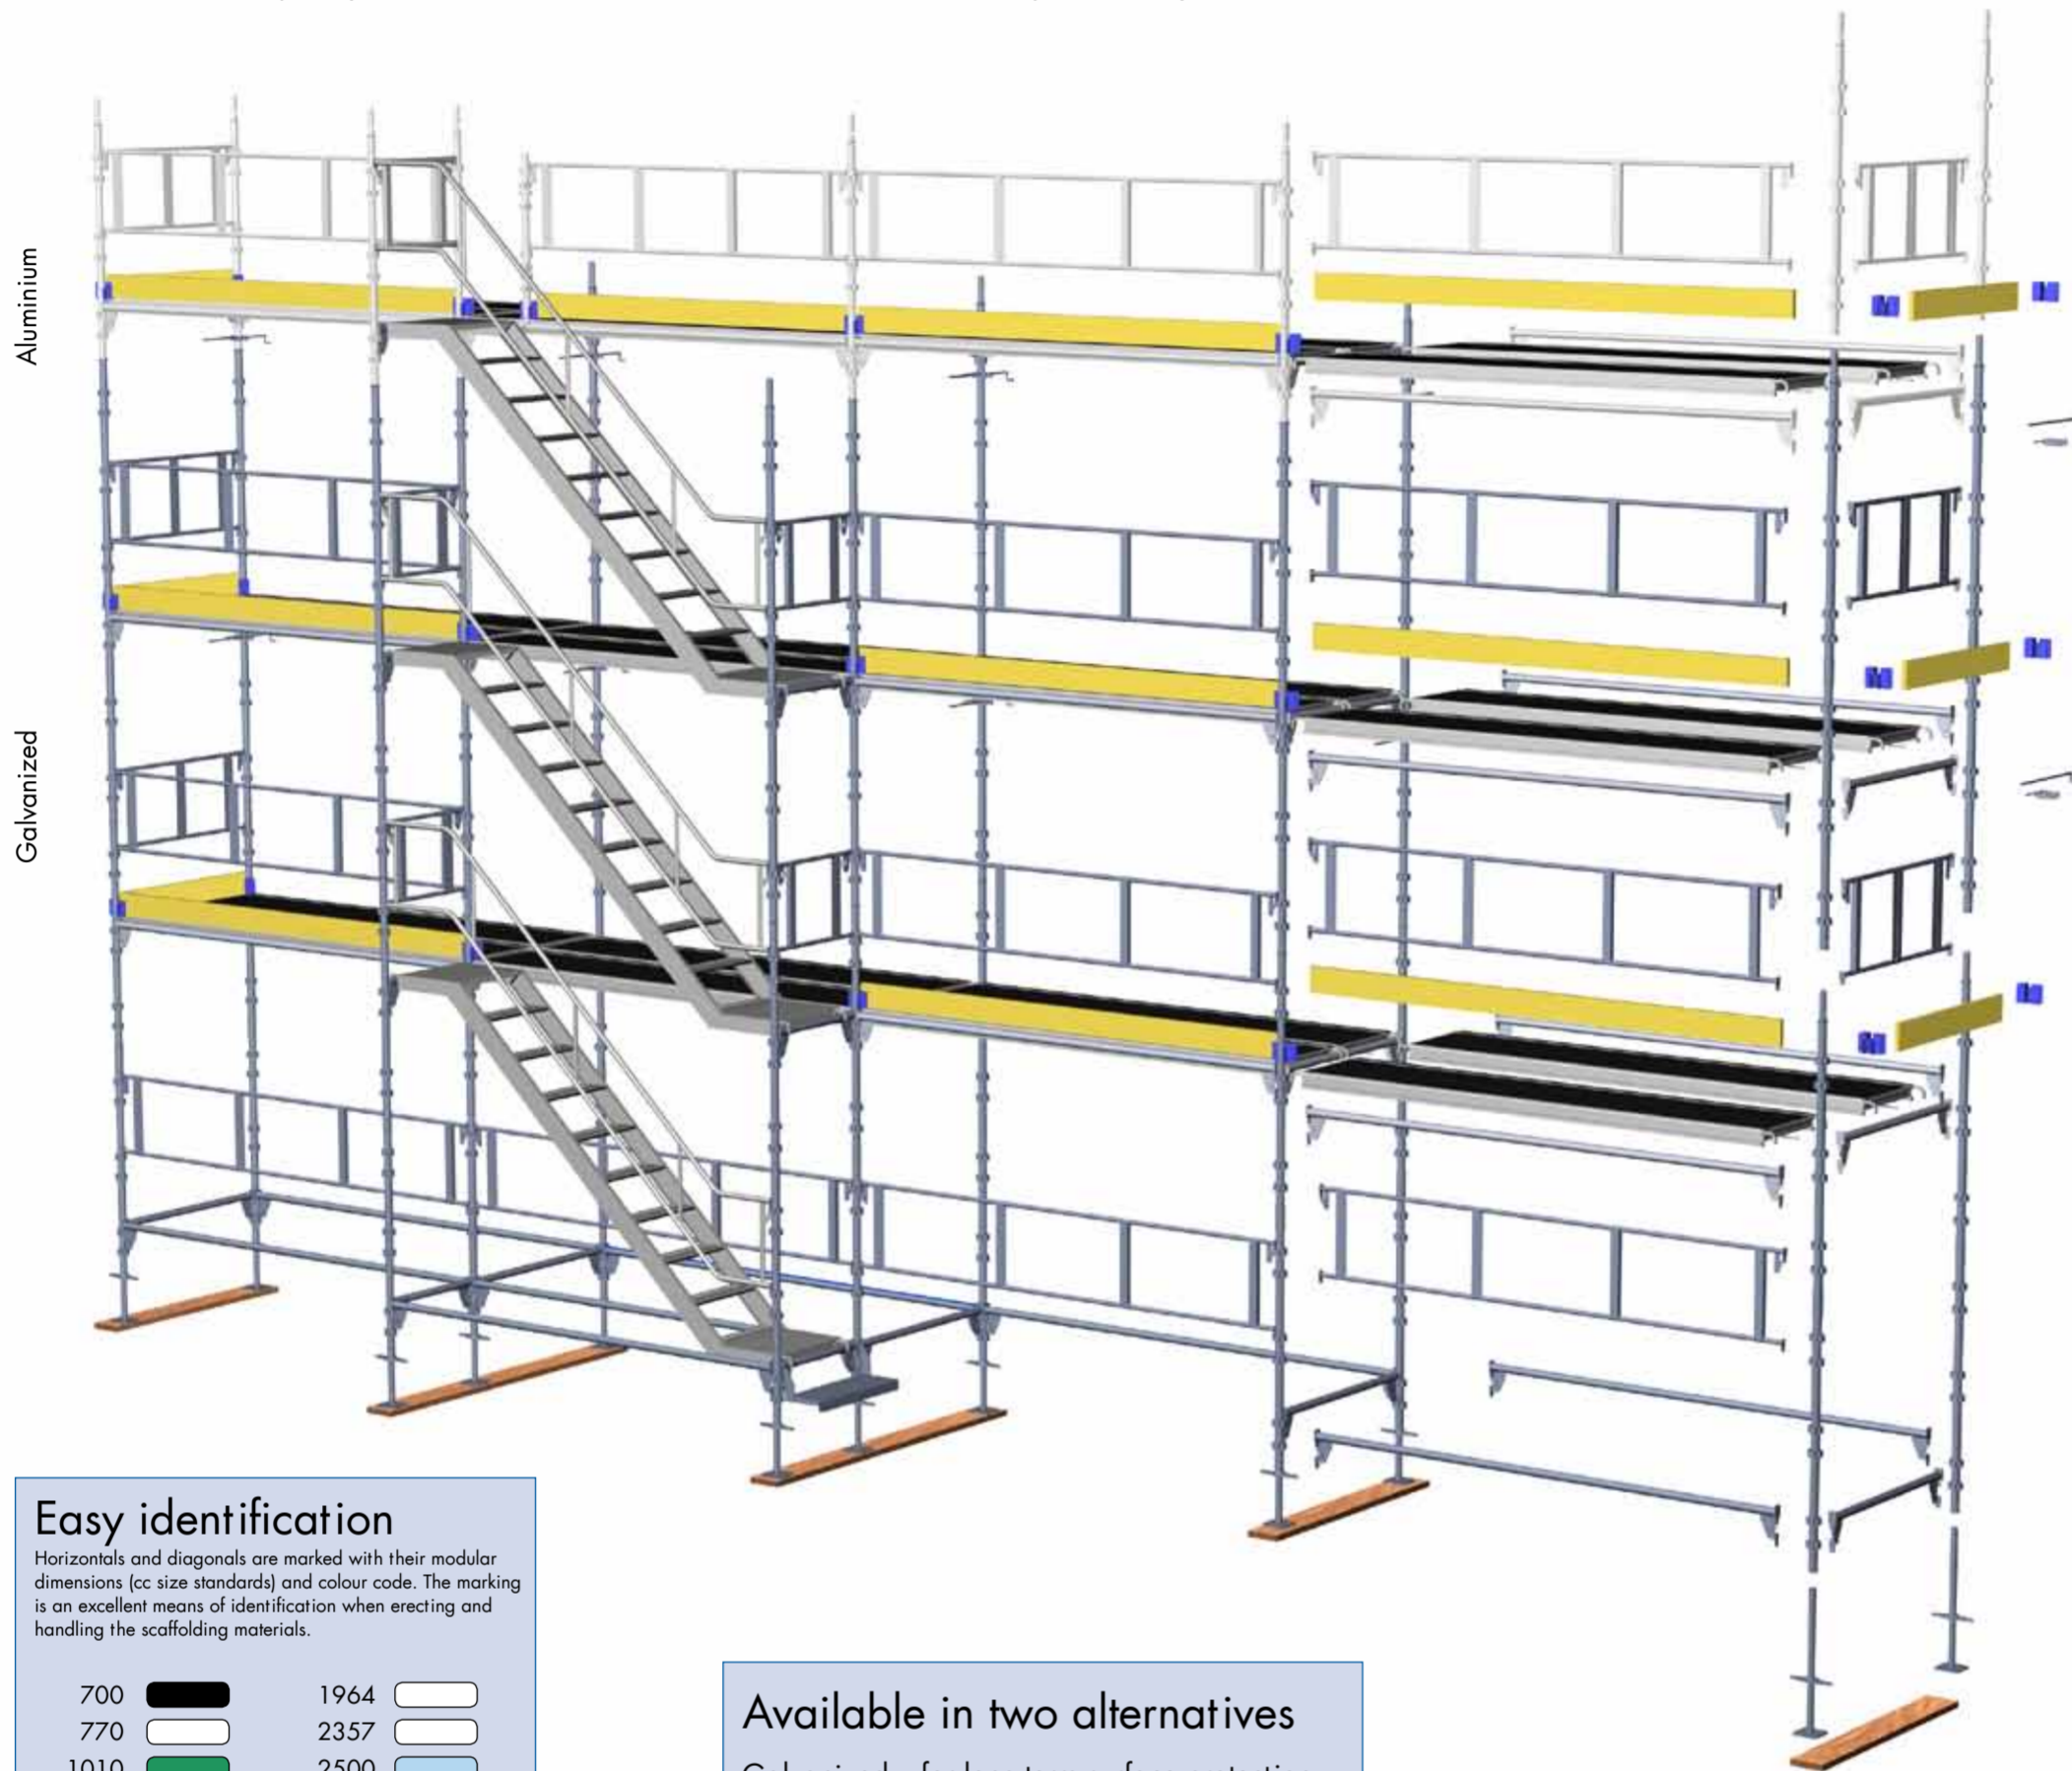 Aluminium
Galvanized
Easy identification
Horizontals and diagonals are marked with their modular
dimensions (cc size standards) and colour code. The marking
is an excellent means of identification when erecting and
handling the scaffolding materials.
700 1964
770 2357
1010 2500
Available in two alternatives